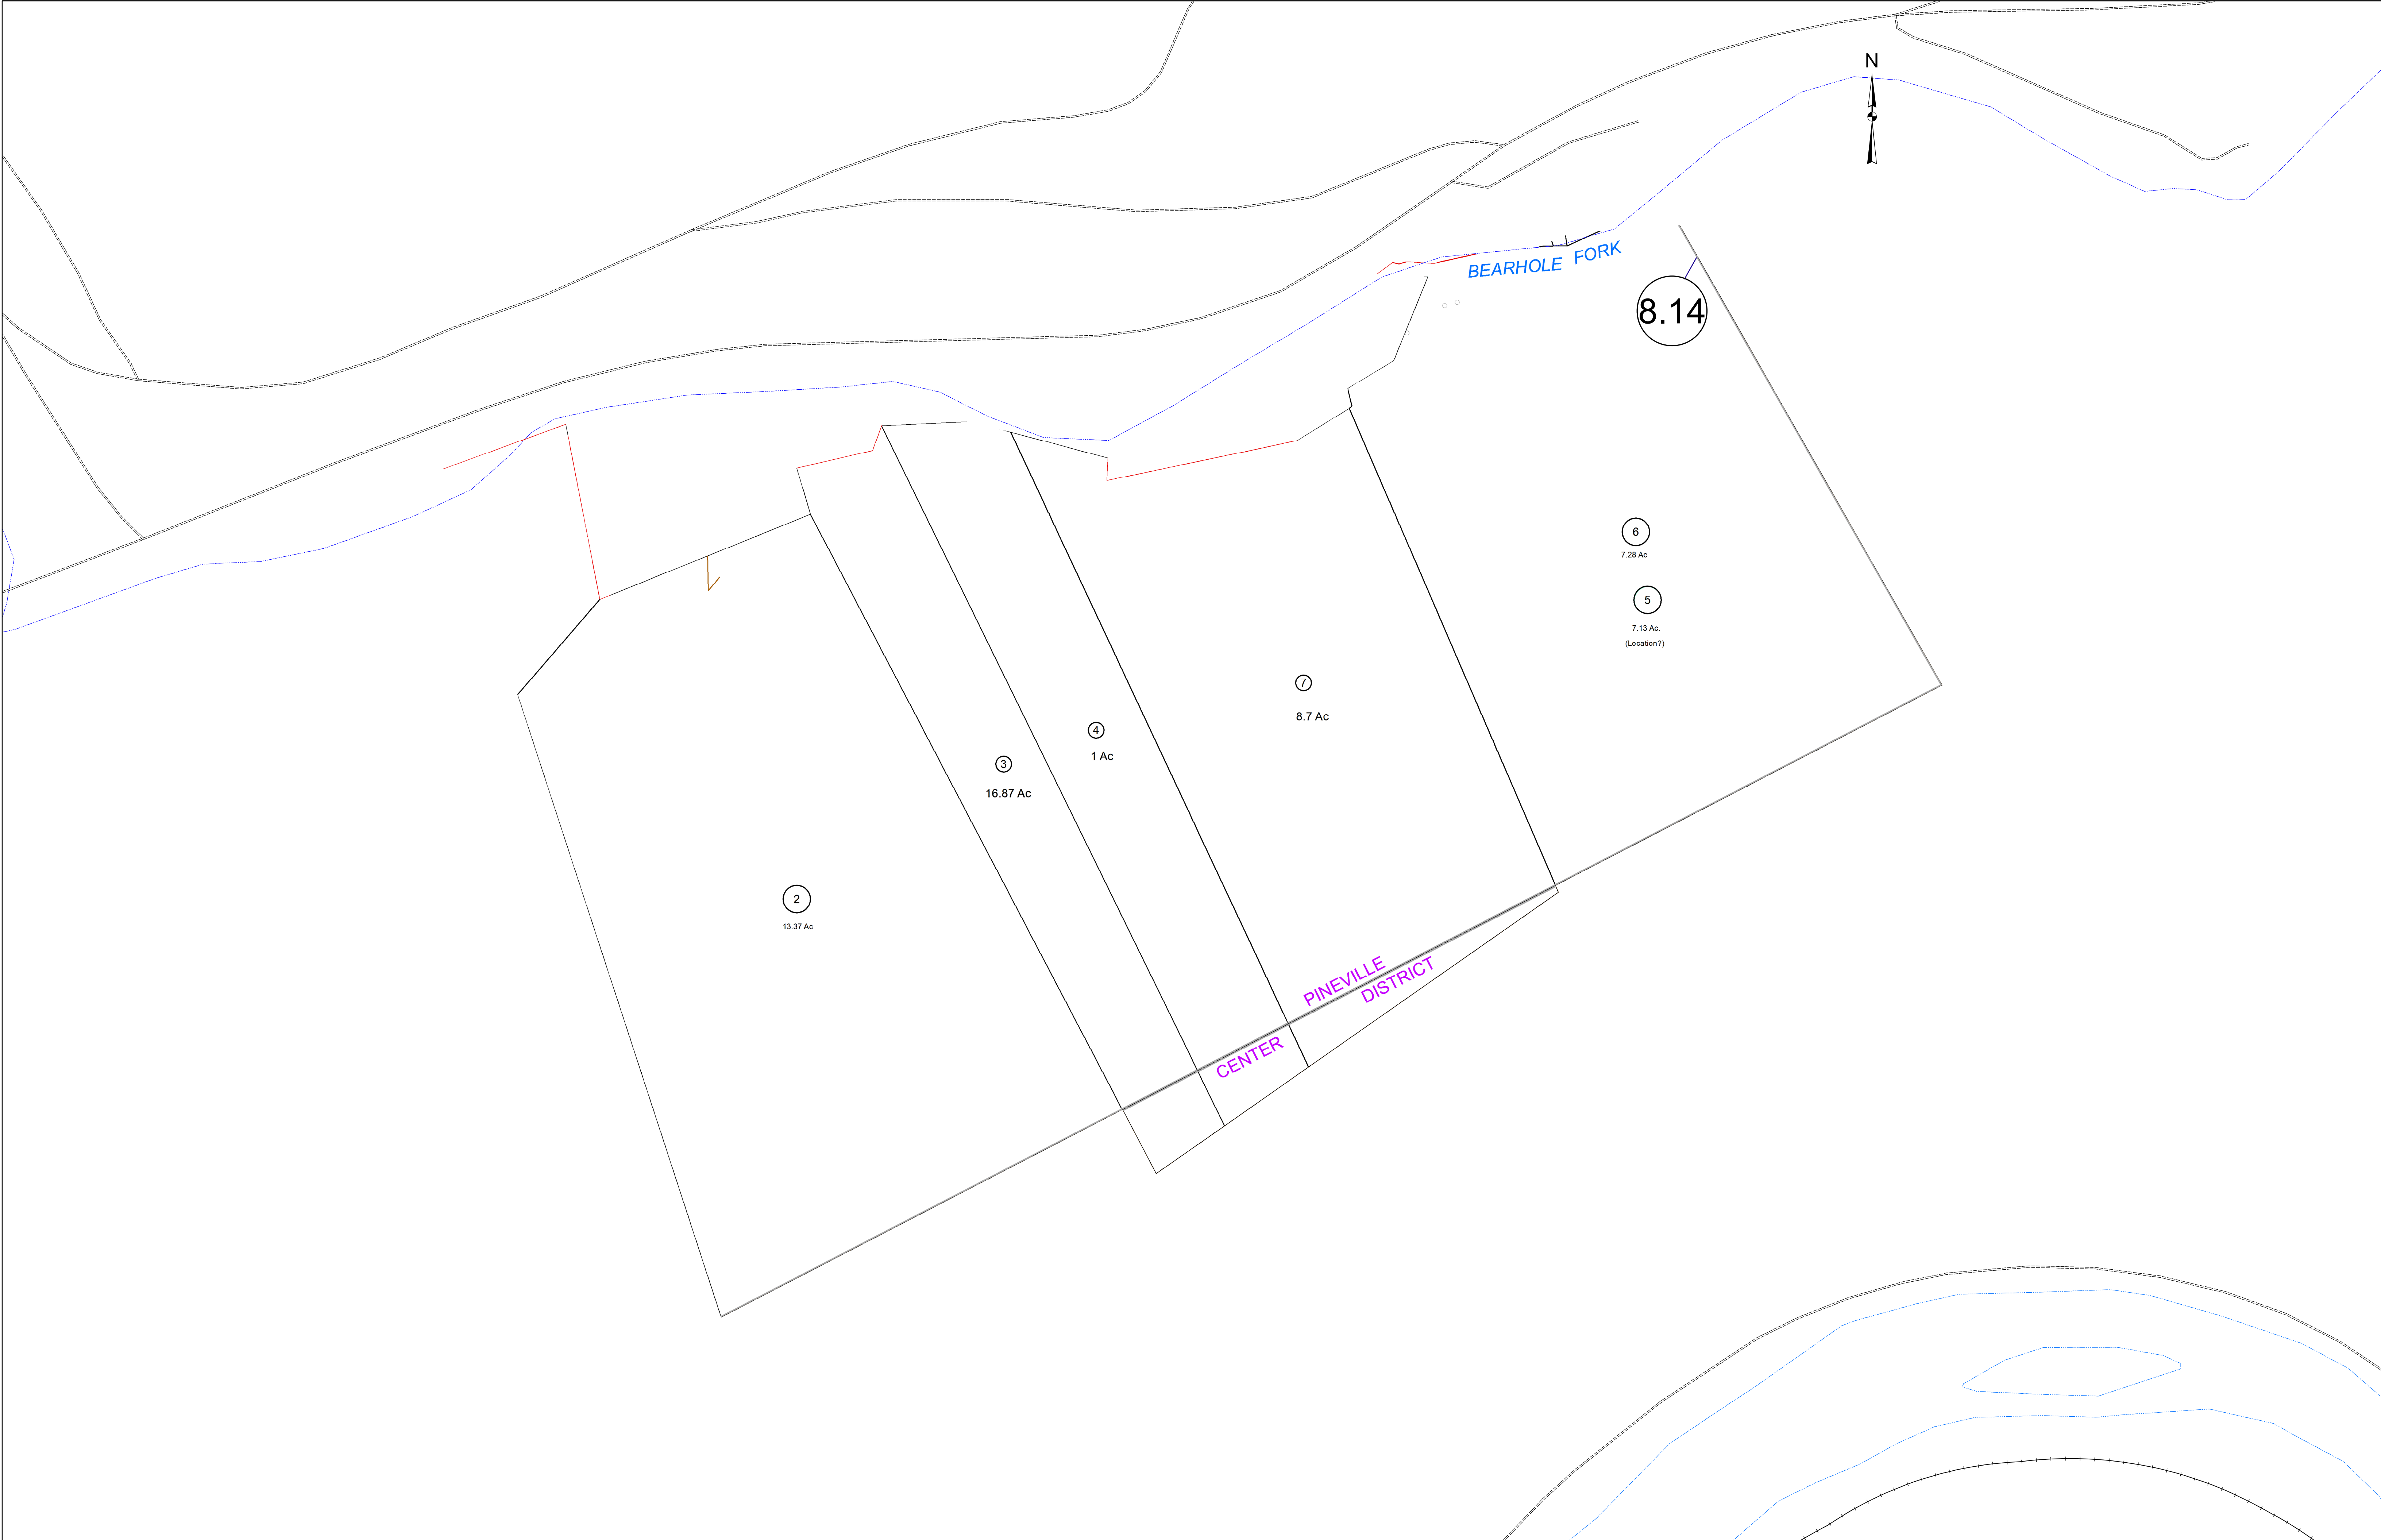 N
BEARHOLE FORK
8.14
6
7.28 Ac
5
7.13 Ac.
(Location?)
7
8.7 Ac
4
1 Ac
3
16.87 Ac
2
13.37 Ac
PINEVILLE
DISTRICT
CENTER